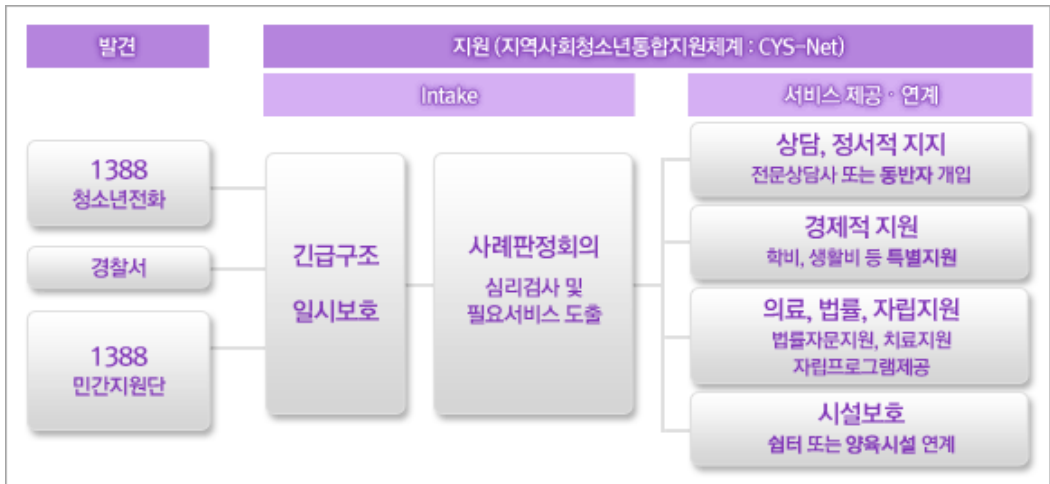 발견
지원 (지역사회청소년통합지원체계 : CYS-Net)
Intake
서비스 제공·연계
1388
청소년전화
경찰서
1388
민간지원단
긴급구조
일시보호
사례판정회의
심리검사 및
필요서비스 도출
상담, 정서적 지지
전문상담사 또는 동반자 개입
경제적 지원
학비, 생활비 등 특별지원
의료, 법률, 자립지원
법률자문지원, 치료지원
자립프로그램제공
시설보호
쉼터 또는 양육시설 연계